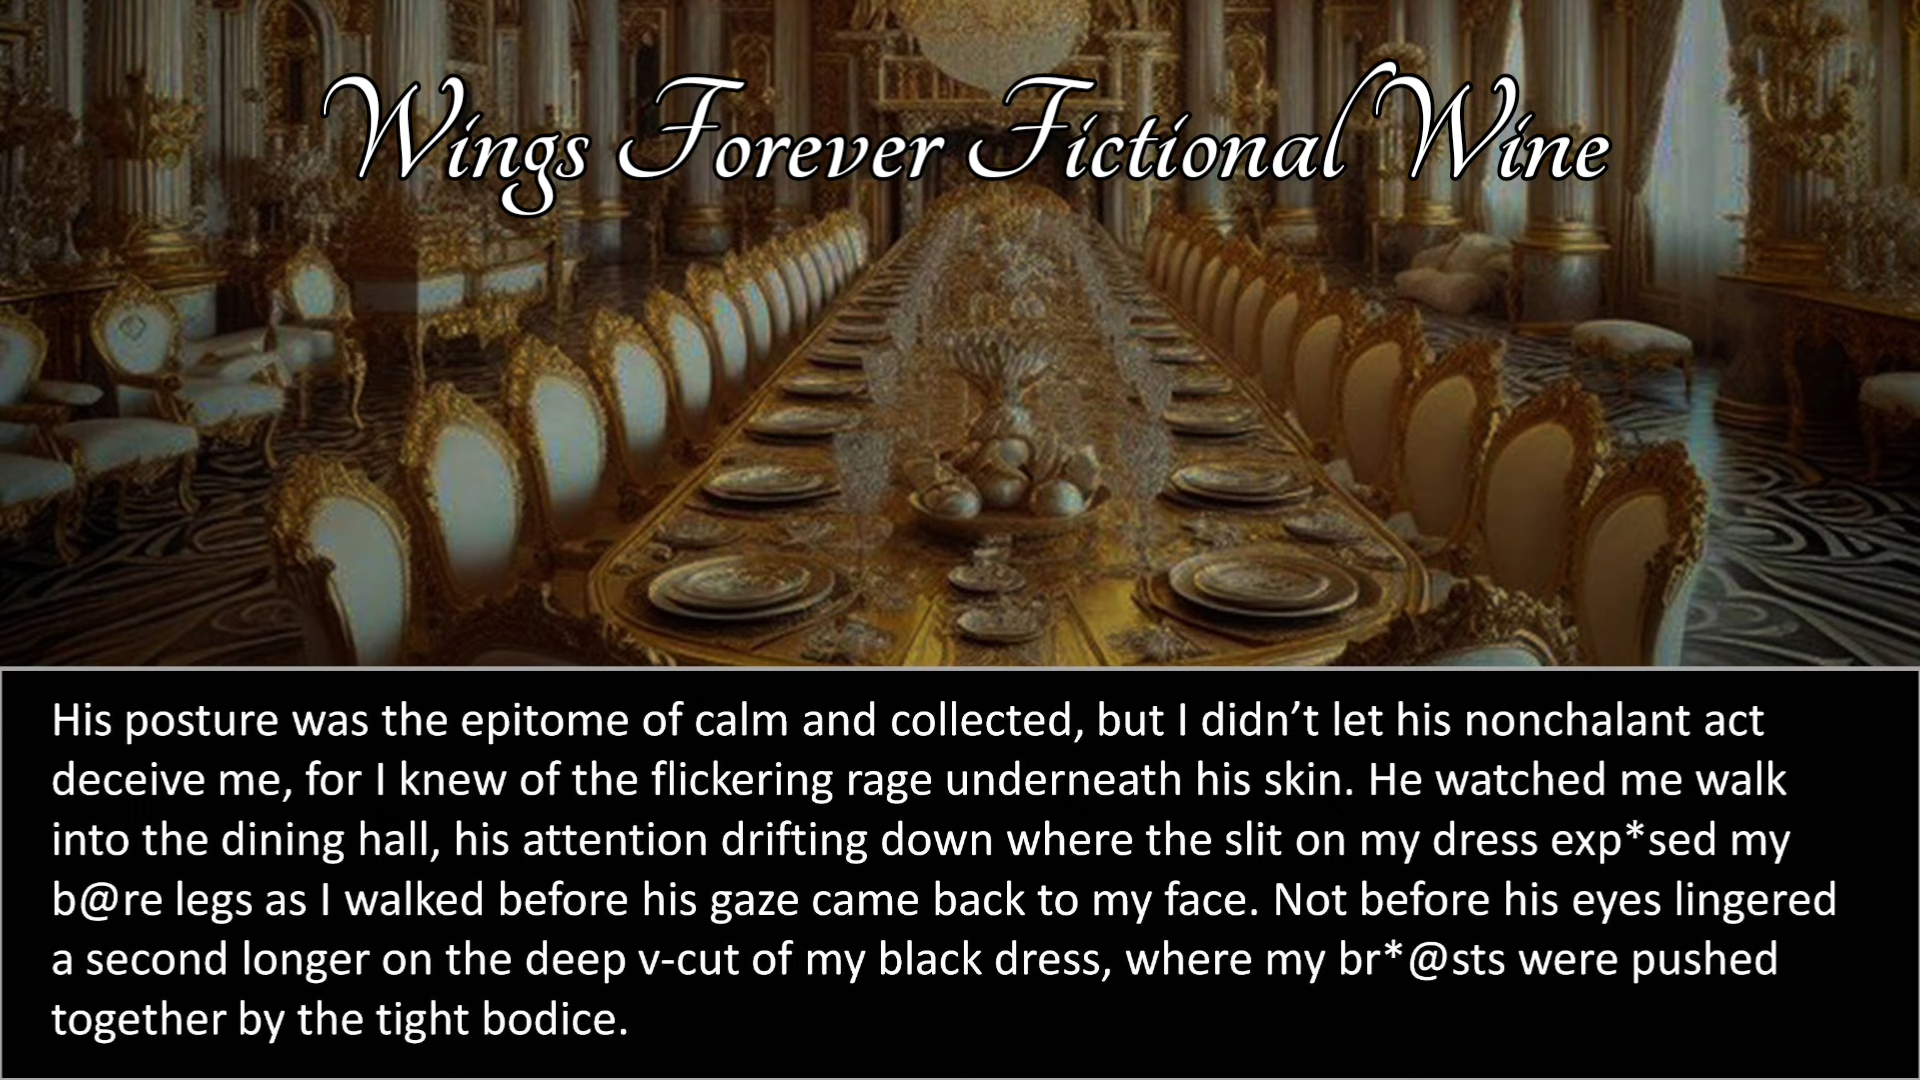 Wings Forever Fictional Wine
His posture was the epitome of calm and collected, but I didn’t let his nonchalant act
deceive me, for I knew of the flickering rage underneath his skin. He watched me walk
into the dining hall, his attention drifting down where the slit on my dress exp*sed my
b@re legs as I walked before his gaze came back to my face. Not before his eyes lingered
a second longer on the deep v-cut of my black dress, where my br*@sts were pushed
together by the tight bodice.